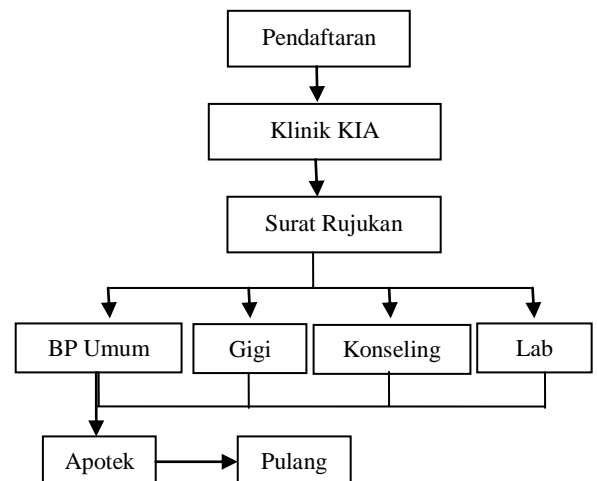 Pendaftaran
Klinik KIA
Surat Rujukan
BP Umum
Gigi
Konseling
Lab
Apotek
Pulang